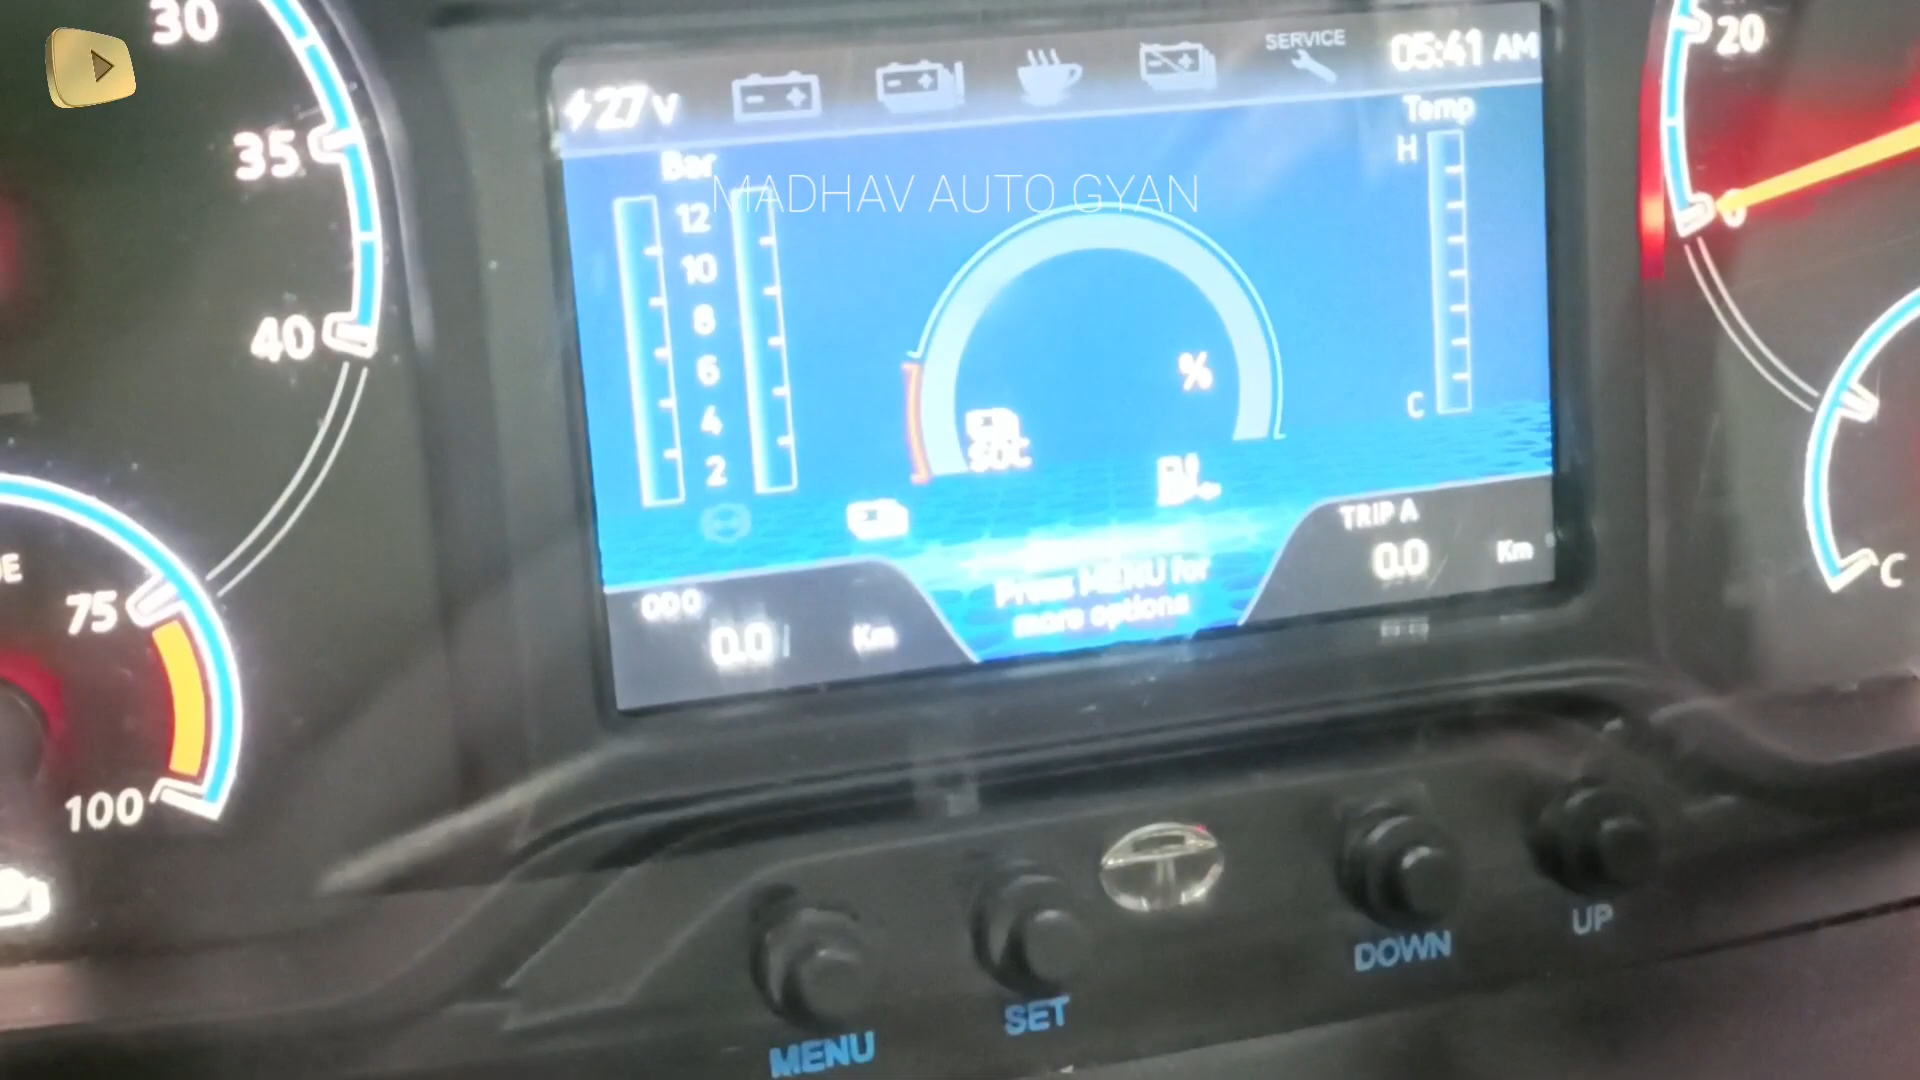 30
35
40
75
100
27 V
SERVICE
05:41 AM
Bar
12
10
8
6
4
2
MADHAV AUTO GYAN
Temp
H
C
%
SOC
ODO
0.0
Km
Press MENU for
more options
TRIP A
0.0
Km
20
0
C
MENU
SET
DOWN
UP